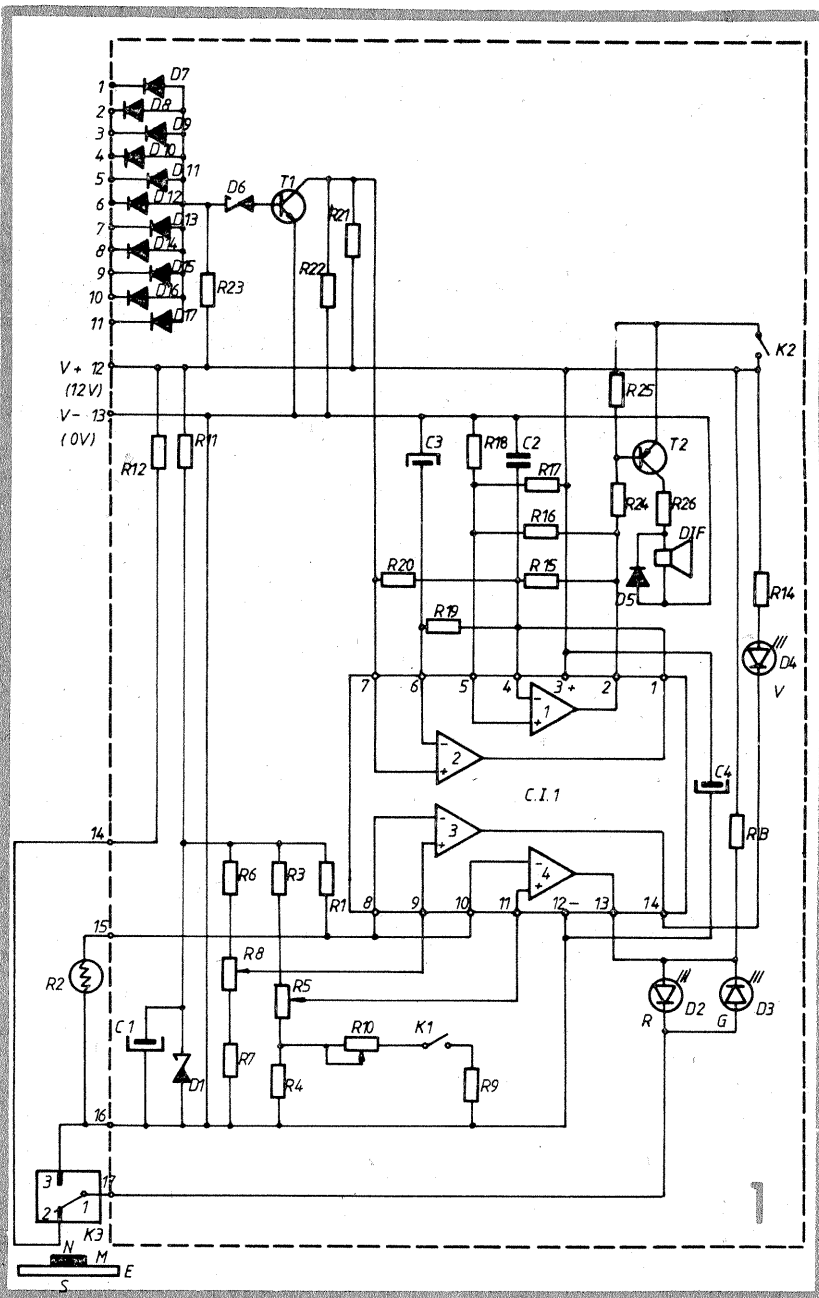 1 D7
2 D8
3 D9
4 D10
5 D11
6 D12
7 D13
8 D14
9 D15
10 D16
11 D17
D6 T1
R21
R22
R23
V+ 12
(12V)
V- 13
(0V)
K2
R25
R12 R11
C3 R18 C2
R17
T2
R24 R26
R16
DIF
R20 R15
D5
R14
R19
D4
V
7 6 5 4 3+ 2 1
- 1 +
- 2 +
C.I.1
C4
- 3 +
- 4 +
RB
14
R6 R3 R1
8 9 10 11 12- 13 14
15
R8
R2
R5
D2 D3
R G
C1
R10 K1
R7
D1 R4 R9
16
3
17
2 1
K3
N M
E
S
1